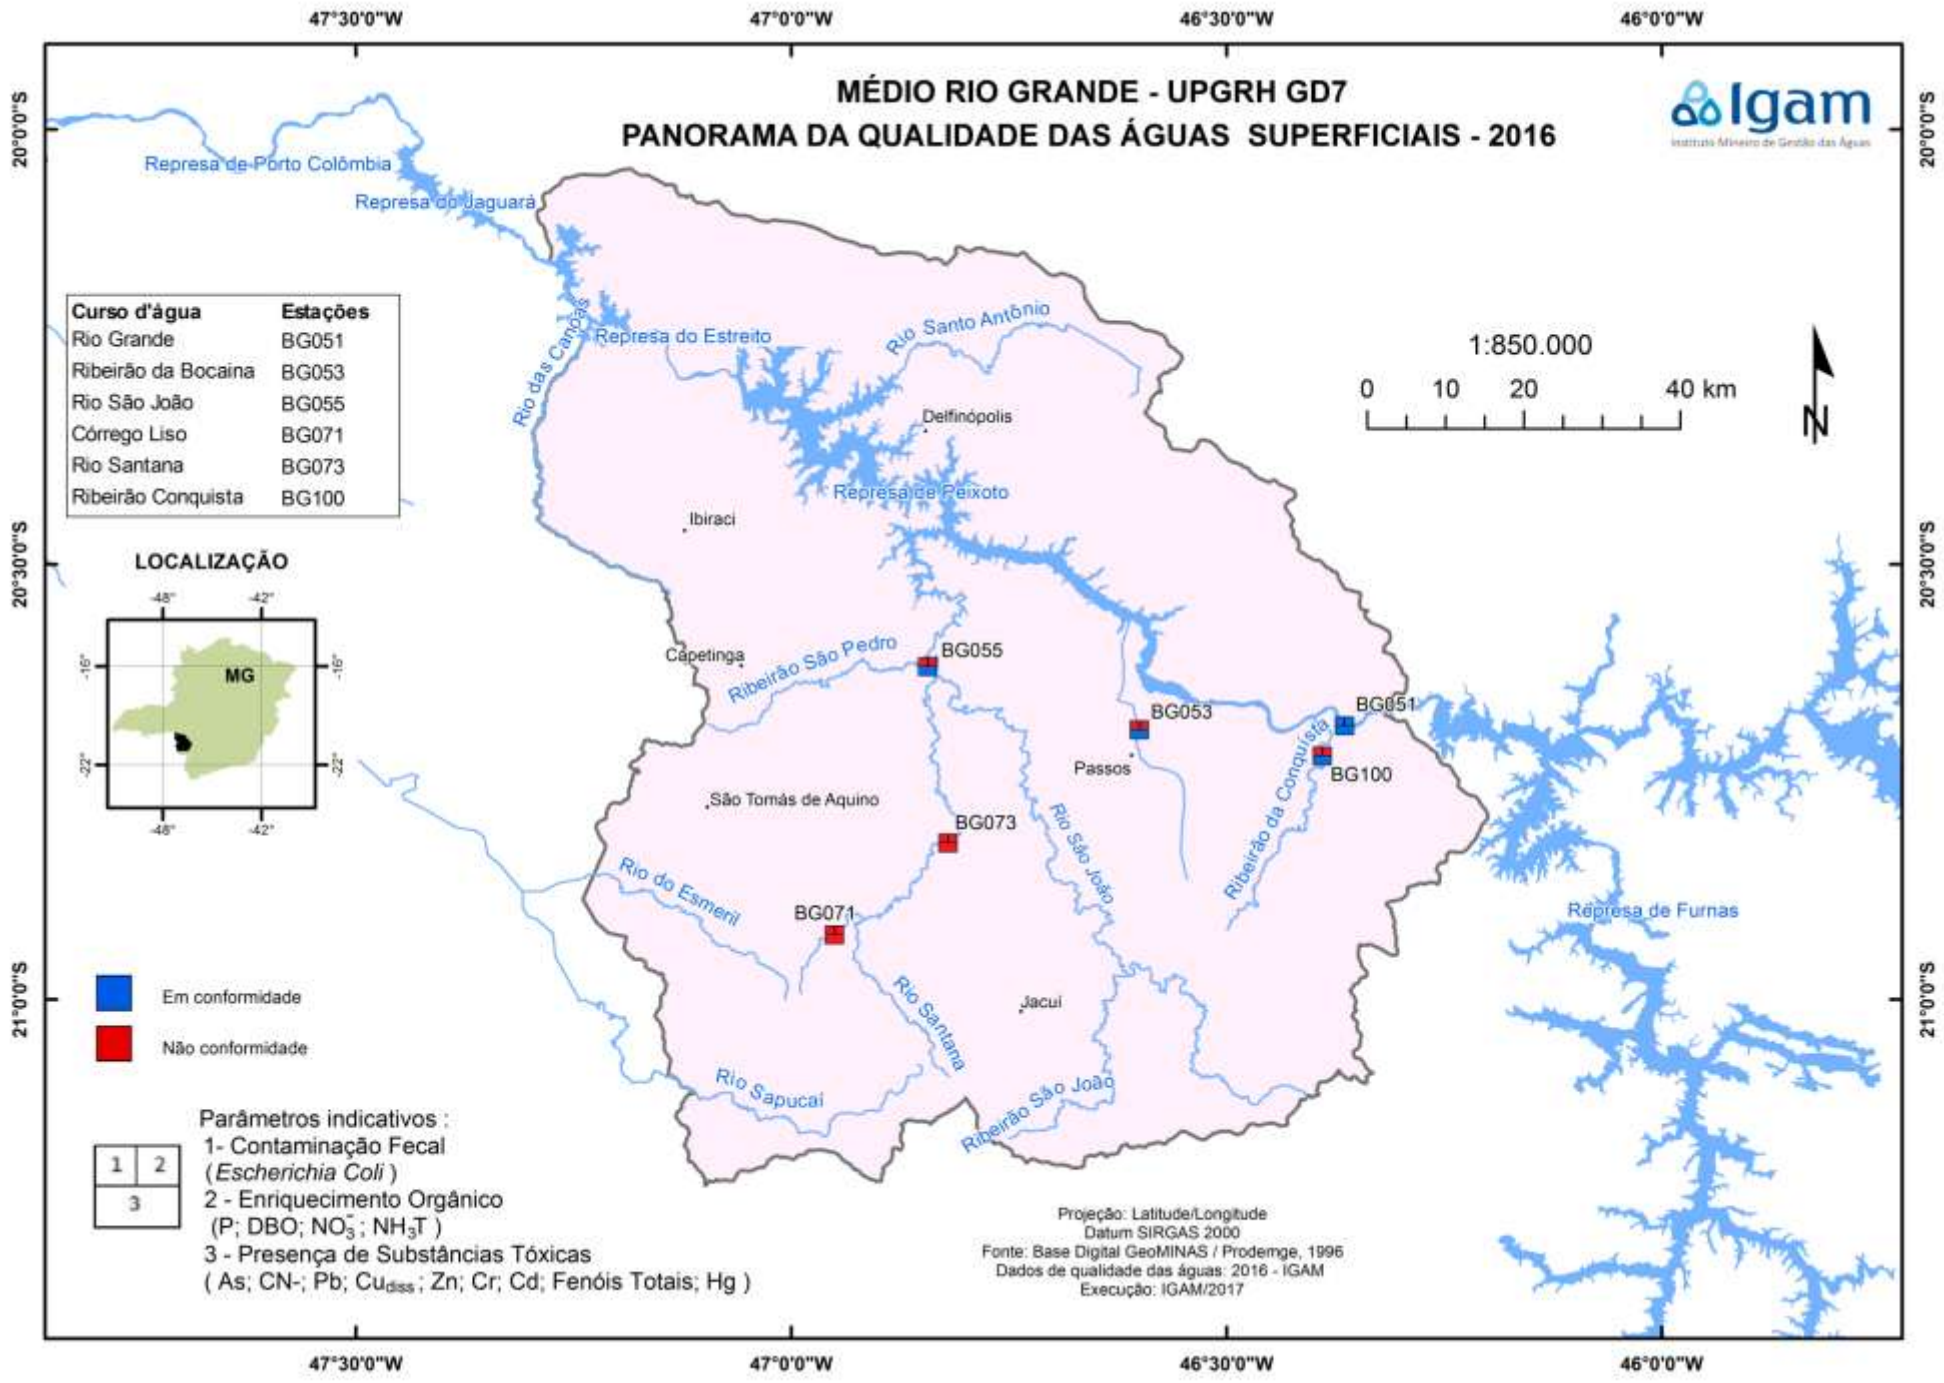 47°30'0"W 47°0'0"W 46°30'0"W 46°0'0"W
MÉDIO RIO GRANDE - UPGRH GD7
PANORAMA DA QUALIDADE DAS ÁGUAS SUPERFICIAIS - 2016
Igam
Instituto Mineiro de Gestão das Águas
20°0'0"S
20°0'0"S
Represa de Porto Colômbia
Represa do Jaguará
Curso d'água Estações
Rio Grande BG051
Ribeirão da Bocaina BG053
Rio São João BG055
Córrego Liso BG071
Rio Santana BG073
Ribeirão Conquista BG100
Rio das Canoas
Represa do Estreito
Rio Santo Antônio
1:850.000
0 10 20 40 km
N
Delfinópolis
Represa de Peixoto
Ibiraci
20°30'0"S
20°30'0"S
LOCALIZAÇÃO
-48° -42°
-16° -16°
MG
-22° -22°
-48° -42°
Capetinga
Ribeirão São Pedro
BG055
BG053
BG051
Passos
BG100
Ribeirão da Conquista
São Tomás de Aquino
BG073
Rio São João
Rio do Esmeril
BG071
Represa de Furnas
Em conformidade
Não conformidade
Rio Santana
Jacuí
21°0'0"S
21°0'0"S
Rio Sapucaí
Ribeirão São João
Parâmetros indicativos :
1- Contaminação Fecal
(Escherichia Coli )
1 2
3
2 - Enriquecimento Orgânico
(P; DBO; NO₃⁻; NH₃T )
3 - Presença de Substâncias Tóxicas
( As; CN-; Pb; Cudiss; Zn; Cr; Cd; Fenóis Totais; Hg )
Projeção: Latitude/Longitude
Datum SIRGAS 2000
Fonte: Base Digital GeoMINAS / Prodemge, 1996
Dados de qualidade das águas: 2016 - IGAM
Execução: IGAM/2017
47°30'0"W 47°0'0"W 46°30'0"W 46°0'0"W